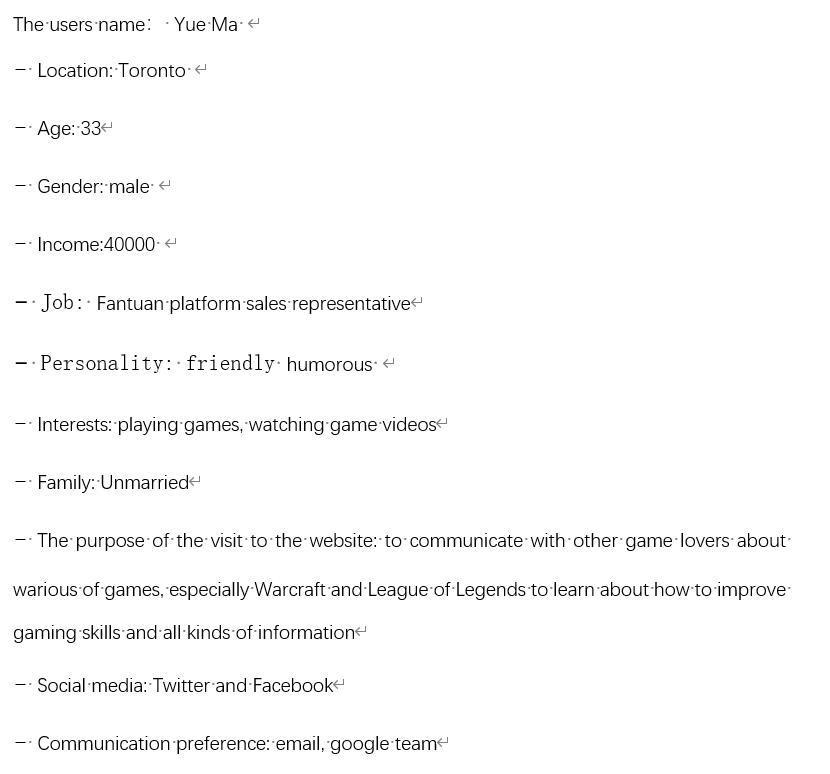 The users name： Yue Ma
– Location: Toronto
– Age: 33
– Gender: male
– Income:40000
– Job: Fantuan platform sales representative
– Personality: friendly humorous
– Interests: playing games, watching game videos
– Family: Unmarried
– The purpose of the visit to the website: to communicate with other game lovers about
warious of games, especially Warcraft and League of Legends to learn about how to improve
gaming skills and all kinds of information
– Social media: Twitter and Facebook
– Communication preference: email, google team